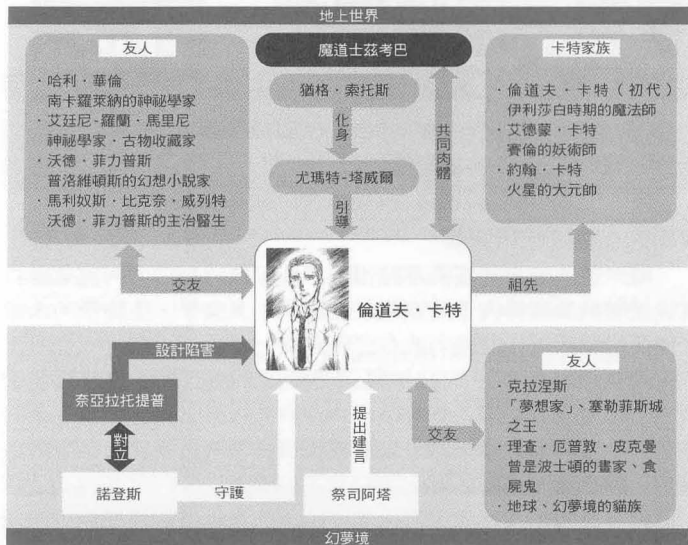 地上世界
友人
·哈利·華倫
南卡羅萊納的神祕學家
·艾廷尼-羅蘭·馬里尼
神祕學家·古物收藏家
·沃德·菲力普斯
普洛維頓斯的幻想小說家
·馬利奴斯·比克奈·威列特
沃德·菲力普斯的主治醫生
魔道士茲考巴
猶格·索托斯
化身
尤瑪特-塔威爾
引導
共同肉體
卡特家族
·倫道夫·卡特(初代)
伊利莎白時期的魔法師
·艾德蒙·卡特
賽倫的妖術師
·約翰·卡特
火星的大元帥
交友
倫道夫·卡特
祖先
設計陷害
奈亞拉托提普
對立
諾登斯
守護
提出建言
祭司阿塔
交友
友人
·克拉涅斯
「夢想家」、塞勒菲斯城
之王
·理查·厄普敦·皮克曼
曾是波士頓的畫家、食
屍鬼
·地球、幻夢境的貓族
幻夢境